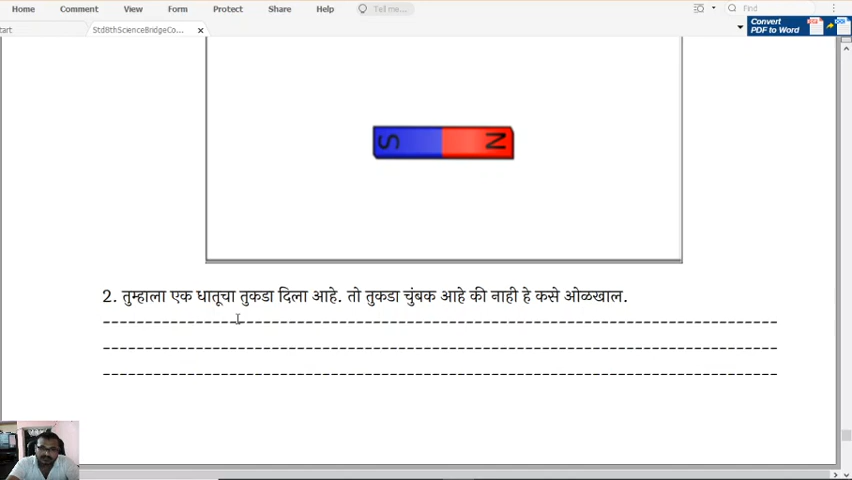 Home Comment View Form Protect Share Help Tell me... Find
Convert
PDF to Word
tart Std8thScienceBridgeCo... ×
S N
2. तुम्हाला एक धातूचा तुकडा दिला आहे. तो तुकडा चुंबक आहे की नाही हे कसे ओळखाल.